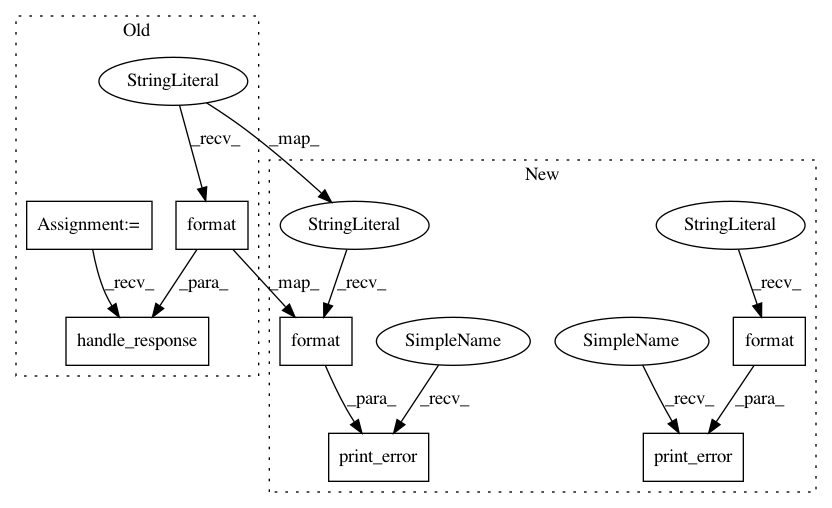 Old
StringLiteral
_recv_
_map_
New
Assignment:=
format
StringLiteral
StringLiteral
_recv_
_para_
_map_
_recv_
_recv_
handle_response
format
SimpleName
SimpleName
format
_para_
_recv_
_recv_
_para_
print_error
print_error